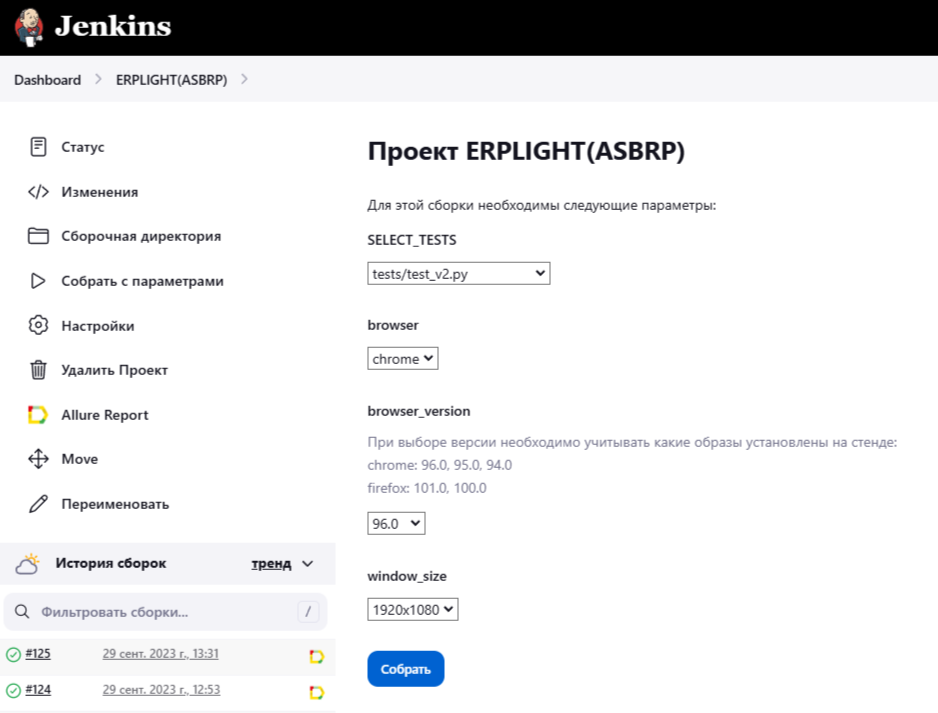 Jenkins
Dashboard
ERPLIGHT(ASBRP)
Статус
Изменения
Сборочная директория
Собрать с параметрами
Настройки
Удалить Проект
Allure Report
Move
Переименовать
История сборок
тренд
Фильтровать сборки...
/
#125
29 сент. 2023 г., 13:31
#124
29 сент. 2023 г., 12:53
Проект ERPLIGHT(ASBRP)
Для этой сборки необходимы следующие параметры:
SELECT_TESTS
tests/test_v2.py
browser
chrome
browser_version
При выборе версии необходимо учитывать какие образы установлены на стенде:
chrome: 96.0, 95.0, 94.0
firefox: 101.0, 100.0
96.0
window_size
1920x1080
Собрать